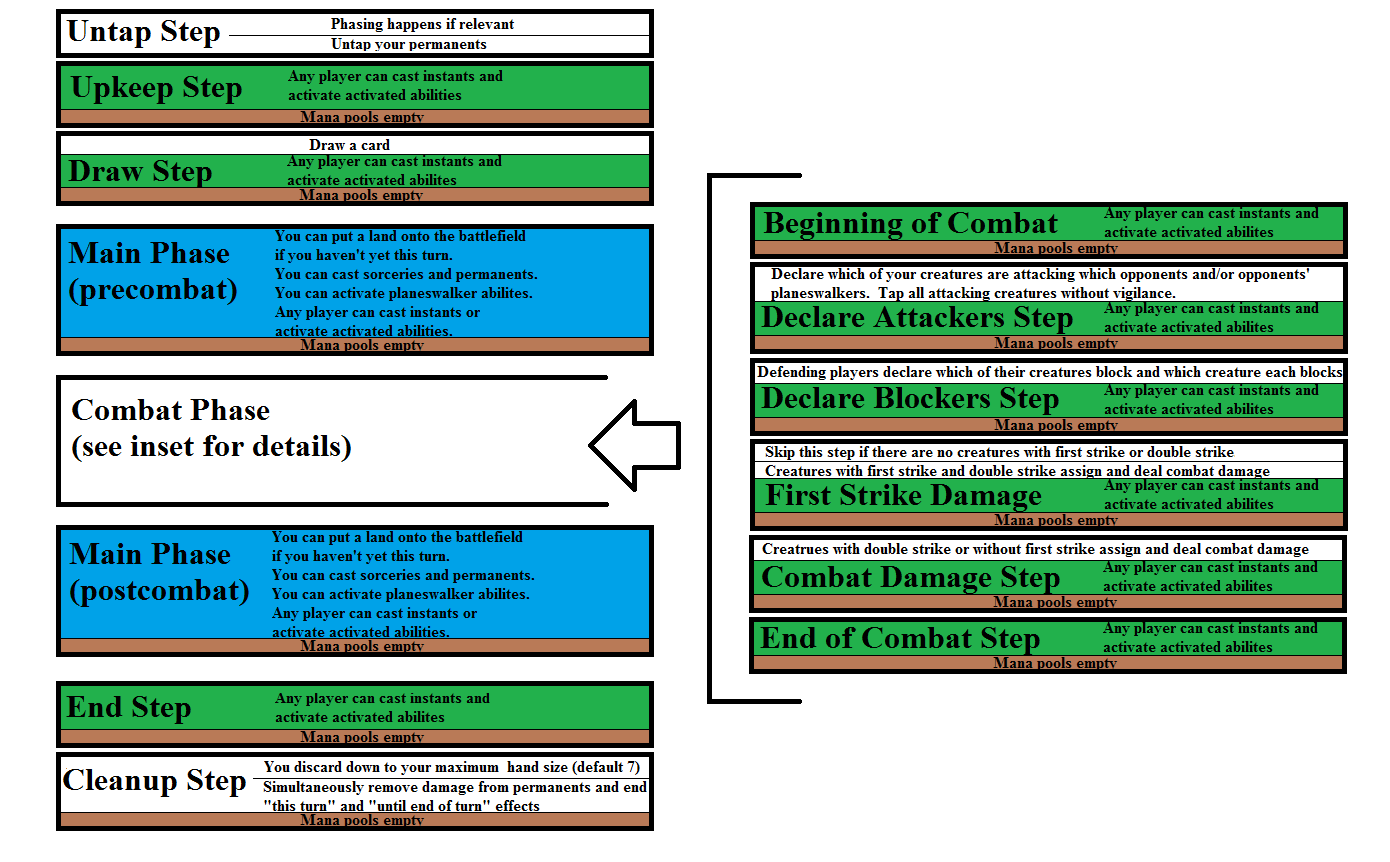 Untap Step
Phasing happens if relevant
Untap your permanents
Upkeep Step
Any player can cast instants and
activate activated abilities
Mana pools empty
Draw a card
Draw Step
Any player can cast instants and
activate activated abilites
Mana pools empty
Main Phase
(precombat)
You can put a land onto the battlefield
if you haven't yet this turn.
You can cast sorceries and permanents.
You can activate planeswalker abilites.
Any player can cast instants or
activate activated abilities.
Mana pools empty
Combat Phase
(see inset for details)
Main Phase
(postcombat)
You can put a land onto the battlefield
if you haven't yet this turn.
You can cast sorceries and permanents.
You can activate planeswalker abilites.
Any player can cast instants or
activate activated abilities.
Mana pools empty
End Step
Any player can cast instants and
activate activated abilites
Mana pools empty
Cleanup Step
You discard down to your maximum  hand size (default 7)
Simultaneously remove damage from permanents and end
"this turn" and "until end of turn" effects
Mana pools empty
Beginning of Combat
Any player can cast instants and
activate activated abilites
Mana pools empty
Declare which of your creatures are attacking which opponents and/or opponents'
planeswalkers.  Tap all attacking creatures without vigilance.
Declare Attackers Step
Any player can cast instants and
activate activated abilites
Mana pools empty
Defending players declare which of their creatures block and which creature each blocks
Declare Blockers Step
Any player can cast instants and
activate activated abilites
Mana pools empty
Skip this step if there are no creatures with first strike or double strike
Creatures with first strike and double strike assign and deal combat damage
First Strike Damage
Any player can cast instants and
activate activated abilites
Mana pools empty
Creatrues with double strike or without first strike assign and deal combat damage
Combat Damage Step
Any player can cast instants and
activate activated abilites
Mana pools empty
End of Combat Step
Any player can cast instants and
activate activated abilites
Mana pools empty